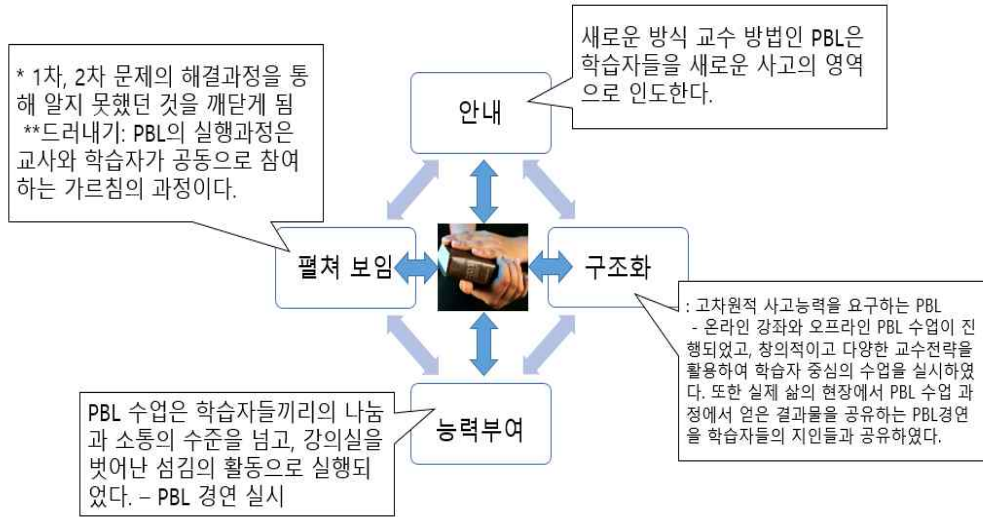 * 1차, 2차 문제의 해결과정을 통
해 알지 못했던 것을 깨닫게 됨
**드러내기: PBL의 실행과정은
교사와 학습자가 공동으로 참여
하는 가르침의 과정이다.
새로운 방식 교수 방법인 PBL은
학습자들을 새로운 사고의 영역
으로 인도한다.
안내
펼쳐 보임
구조화
: 고차원적 사고능력을 요구하는 PBL
- 온라인 강좌와 오프라인 PBL 수업이 진
행되었고, 창의적이고 다양한 교수전략을
활용하여 학습자 중심의 수업을 실시하였
다. 또한 실제 삶의 현장에서 PBL 수업 과
정에서 얻은 결과물을 공유하는 PBL경연
을 학습자들의 지인들과 공유하였다.
능력부여
PBL 수업은 학습자들끼리의 나눔
과 소통의 수준을 넘고, 강의실을
벗어난 섬김의 활동으로 실행되
었다. – PBL 경연 실시